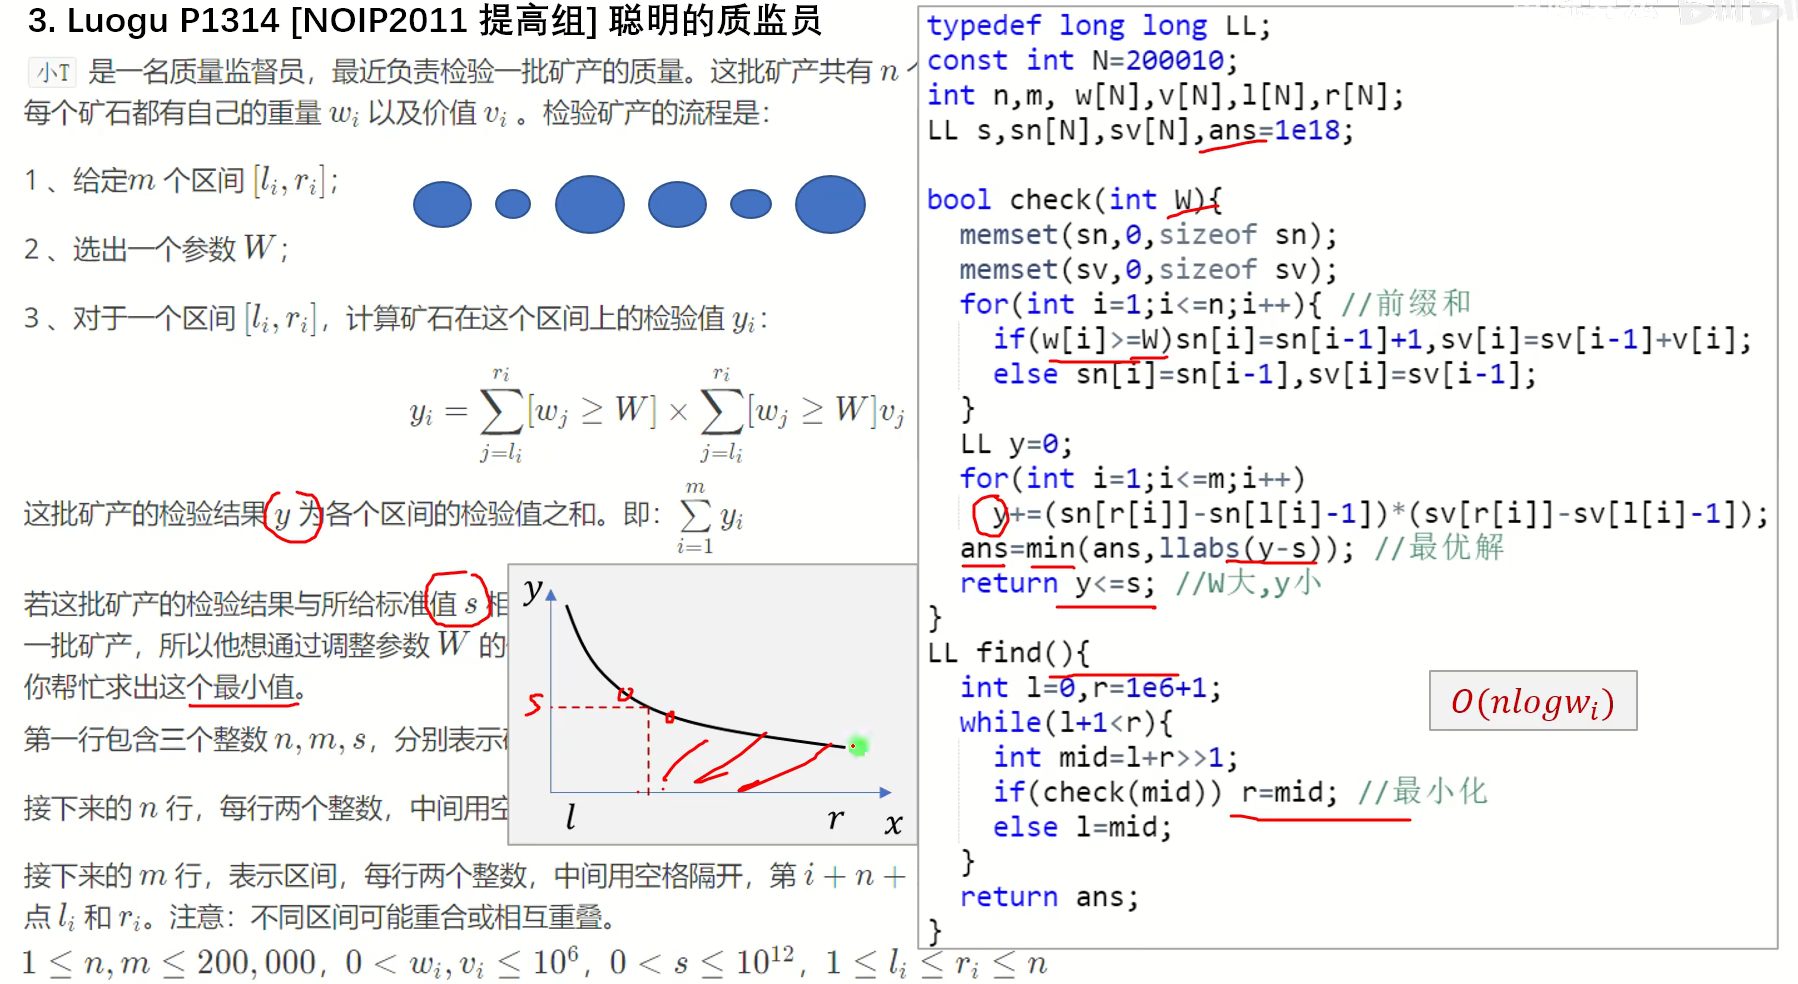 3. Luogu P1314 [NOIP2011 提高组] 聪明的质监员
小T 是一名质量监督员，最近负责检验一批矿产的质量。这批矿产共有 n 个
每个矿石都有自己的重量 w_i 以及价值 v_i 。检验矿产的流程是：
1 、给定m 个区间 [l_i, r_i]；
2 、选出一个参数 W；
3 、对于一个区间 [l_i, r_i]，计算矿石在这个区间上的检验值 y_i：
y_i = \sum_{j=l_i}^{r_i}[w_j ≥ W] × \sum_{j=l_i}^{r_i}[w_j ≥ W]v_j
这批矿产的检验结果 y 为各个区间的检验值之和。即：\sum_{i=1}^{m} y_i
若这批矿产的检验结果与所给标准值 s 相
一批矿产，所以他想通过调整参数 W 的
你帮忙求出这个最小值。
第一行包含三个整数 n, m, s，分别表示
接下来的 n 行，每行两个整数，中间用空
接下来的 m 行，表示区间，每行两个整数，中间用空格隔开，第 i + n +
点 l_i 和 r_i。注意：不同区间可能重合或相互重叠。
1 ≤ n, m ≤ 200,000，0 < w_i, v_i ≤ 10^6，0 < s ≤ 10^12，1 ≤ l_i ≤ r_i ≤ n
y
S
l
r
x
typedef long long LL;
const int N=200010;
int n,m, w[N],v[N],l[N],r[N];
LL s,sn[N],sv[N],ans=1e18;
bool check(int W){
memset(sn,0,sizeof sn);
memset(sv,0,sizeof sv);
for(int i=1;i<=n;i++){ //前缀和
if(w[i]>=W)sn[i]=sn[i-1]+1,sv[i]=sv[i-1]+v[i];
else sn[i]=sn[i-1],sv[i]=sv[i-1];
}
LL y=0;
for(int i=1;i<=m;i++)
y+=(sn[r[i]]-sn[l[i]-1])*(sv[r[i]]-sv[l[i]-1]);
ans=min(ans,llabs(y-s)); //最优解
return y<=s; //W大,y小
}
LL find(){
int l=0,r=1e6+1;
while(l+1<r){
int mid=l+r>>1;
if(check(mid)) r=mid; //最小化
else l=mid;
}
return ans;
}
O(nlogw_i)